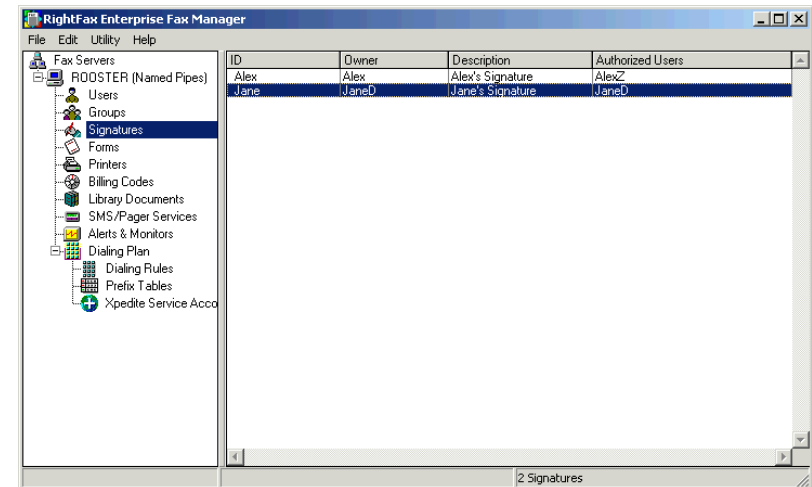 RightFax Enterprise Fax Manager
File Edit Utility Help
Fax Servers
ROOSTER (Named Pipes)
Users
Groups
Signatures
Forms
Printers
Billing Codes
Library Documents
SMS/Pager Services
Alerts & Monitors
Dialing Plan
Dialing Rules
Prefix Tables
Xpedite Service Acco
ID Owner Description Authorized Users
Alex Alex Alex's Signature AlexZ
Jane JaneD Jane's Signature JaneD
2 Signatures